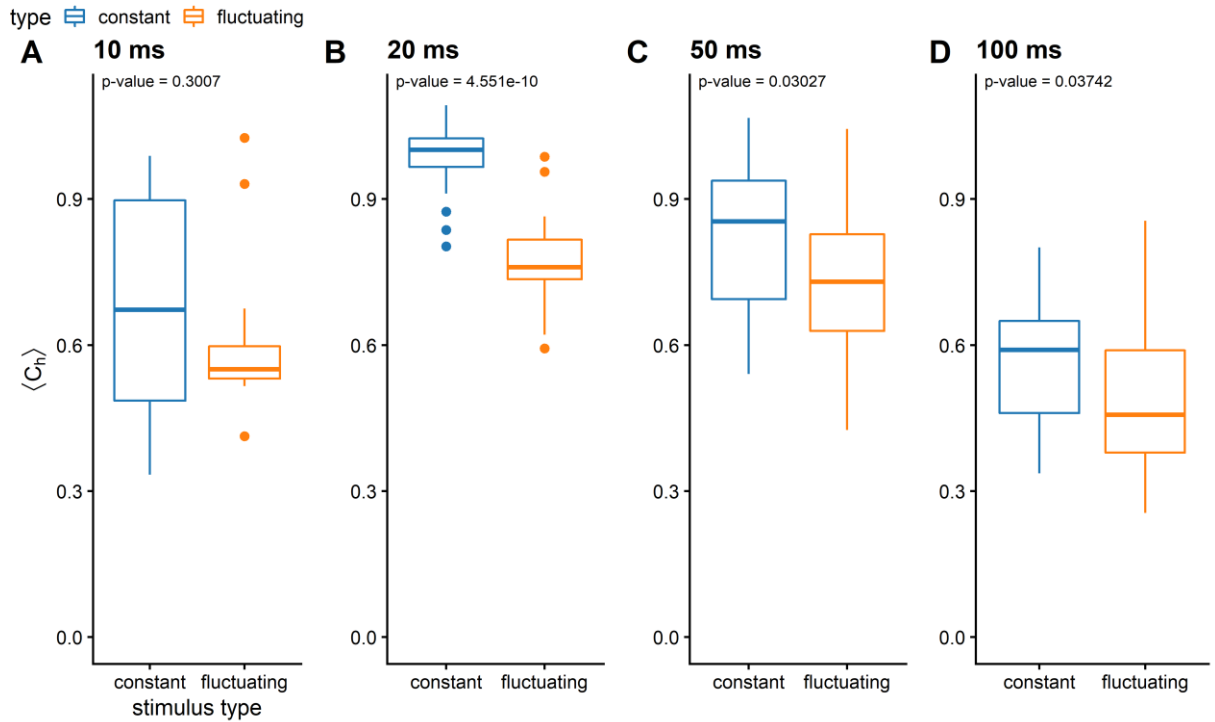 type constant fluctuating
A 10 ms B 20 ms C 50 ms D 100 ms
p-value = 0.3007 p-value = 4.551e-10 p-value = 0.03027 p-value = 0.03742
0.9 0.9 0.9 0.9
0.6 0.6 0.6 0.6
⟨Cₕ⟩
0.3 0.3 0.3 0.3
0.0 0.0 0.0 0.0
constant fluctuating constant fluctuating constant fluctuating constant fluctuating
stimulus type